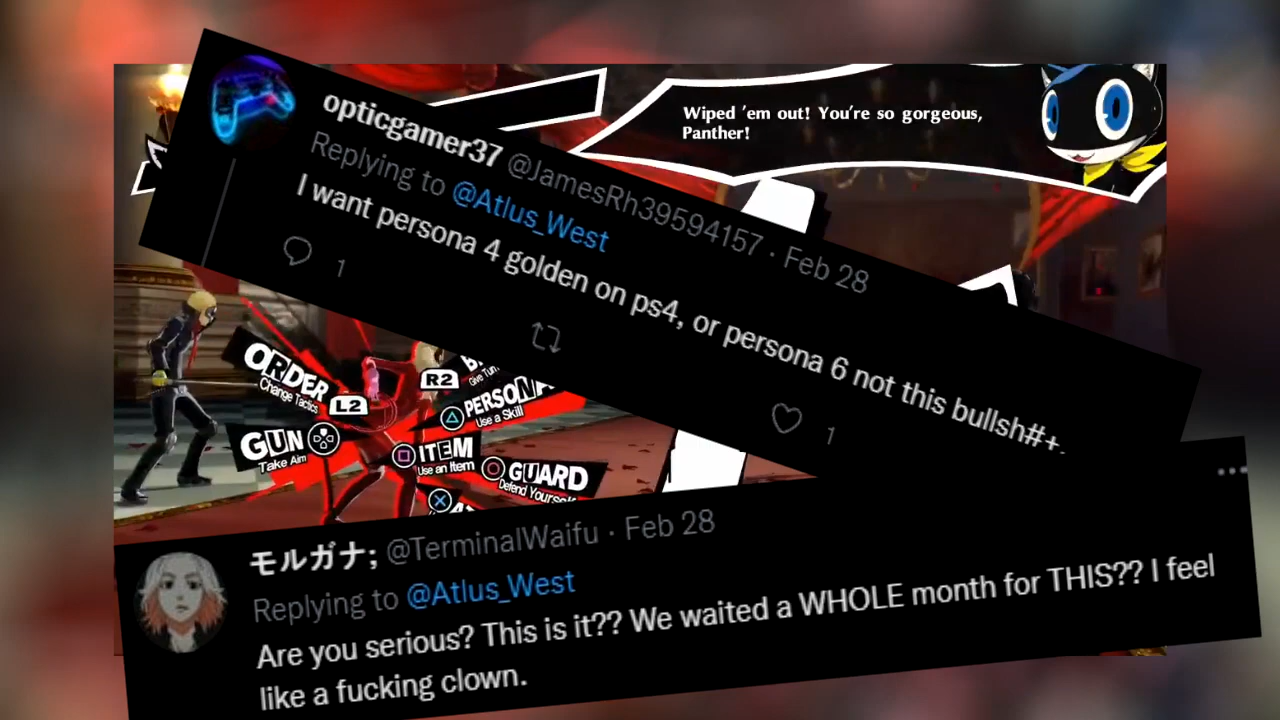 Wiped 'em out! You're so gorgeous,
Panther!
opticgamer37 @JamesRh39594157 · Feb 28
Replying to @Atlus_West
I want persona 4 golden on ps4, or persona 6 not this bullsh#+.
1
1
ORDER
Change Tactics
L2
R2
Give Turn
PERSONA
Use a Skill
GUN
Take Aim
ITEM
Use an Item
GUARD
Defend Yourself
モルガナ; @TerminalWaifu · Feb 28
Replying to @Atlus_West
Are you serious? This is it?? We waited a WHOLE month for THIS?? I feel
like a fucking clown.